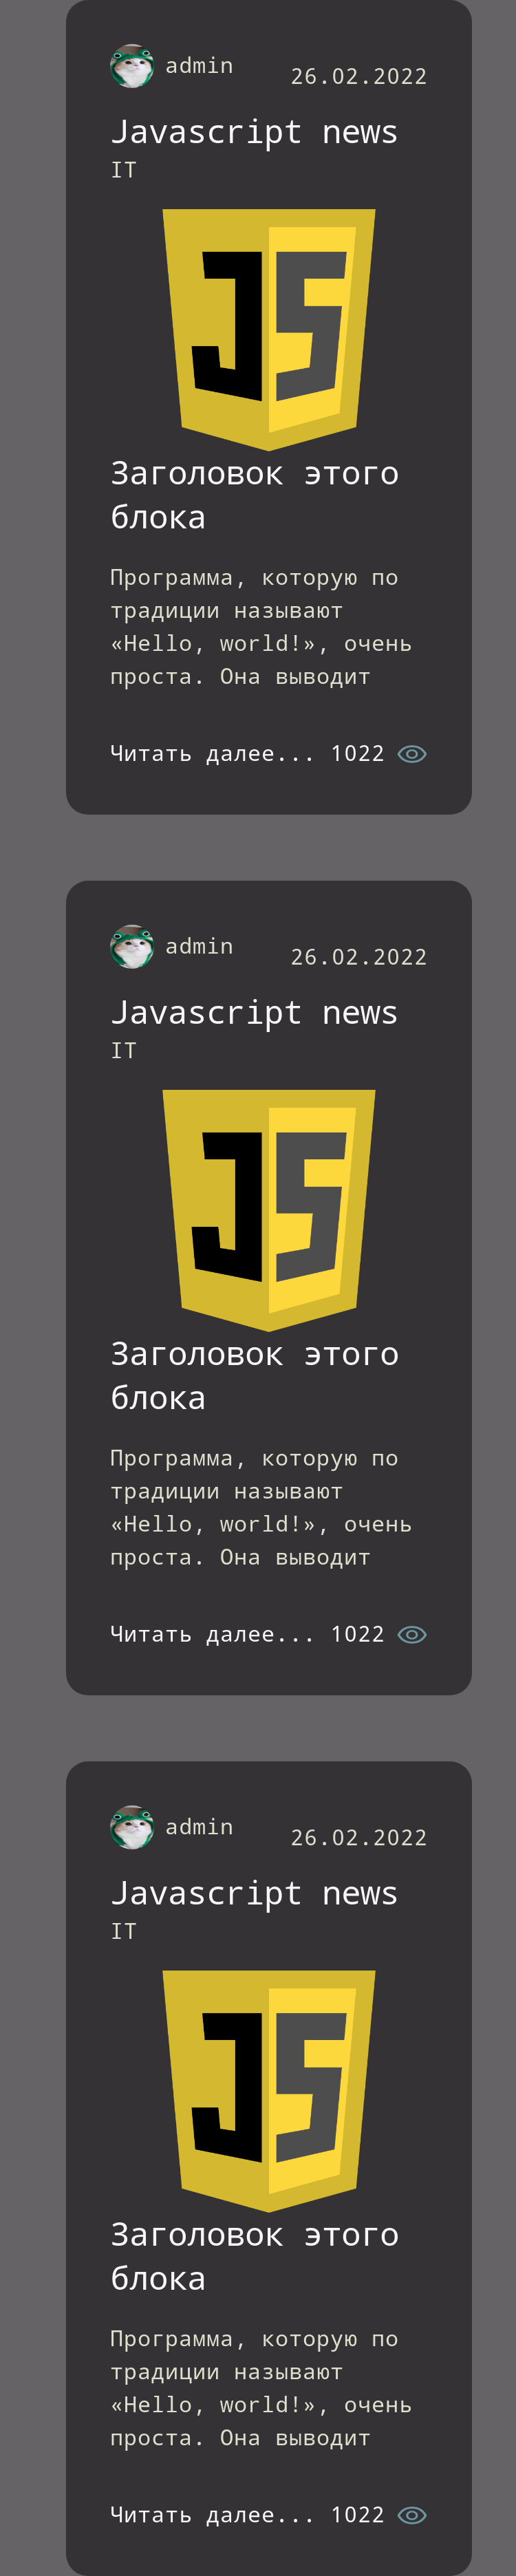 admin
26.02.2022
Javascript news
IT
JS
Заголовок этого
блока
Программа, которую по
традиции называют
«Hello, world!», очень
проста. Она выводит
Читать далее... 1022
admin
26.02.2022
Javascript news
IT
JS
Заголовок этого
блока
Программа, которую по
традиции называют
«Hello, world!», очень
проста. Она выводит
Читать далее... 1022
admin
26.02.2022
Javascript news
IT
JS
Заголовок этого
блока
Программа, которую по
традиции называют
«Hello, world!», очень
проста. Она выводит
Читать далее... 1022